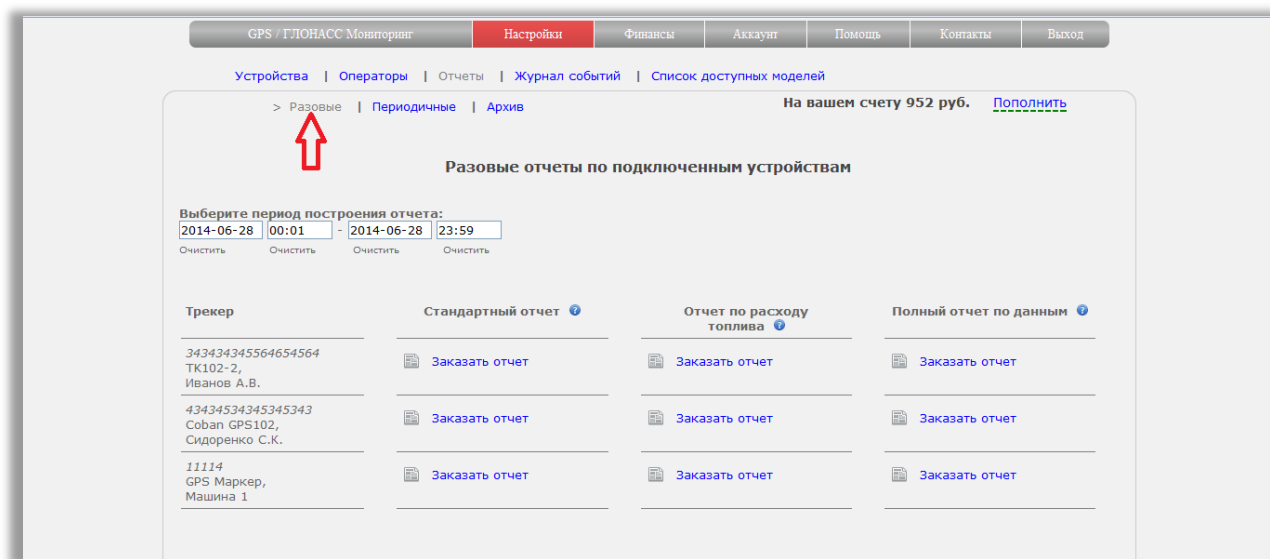 GPS / ГЛОНАСС Мониторинг Настройки Финансы Аккаунт Помощь Контакты Выход
Устройства | Операторы | Отчеты | Журнал событий | Список доступных моделей
> Разовые | Периодичные | Архив На вашем счету 952 руб. Пополнить
Разовые отчеты по подключенным устройствам
Выберите период построения отчета:
2014-06-28 00:01 - 2014-06-28 23:59
Очистить Очистить Очистить Очистить
Трекер Стандартный отчет ? Отчет по расходу Полный отчет по данным ?
топлива ?
343434345564654564
TK102-2, Заказать отчет Заказать отчет Заказать отчет
Иванов А.В.
43434534345345343
Coban GPS102, Заказать отчет Заказать отчет Заказать отчет
Сидоренко С.К.
11114
GPS Маркер, Заказать отчет Заказать отчет Заказать отчет
Машина 1